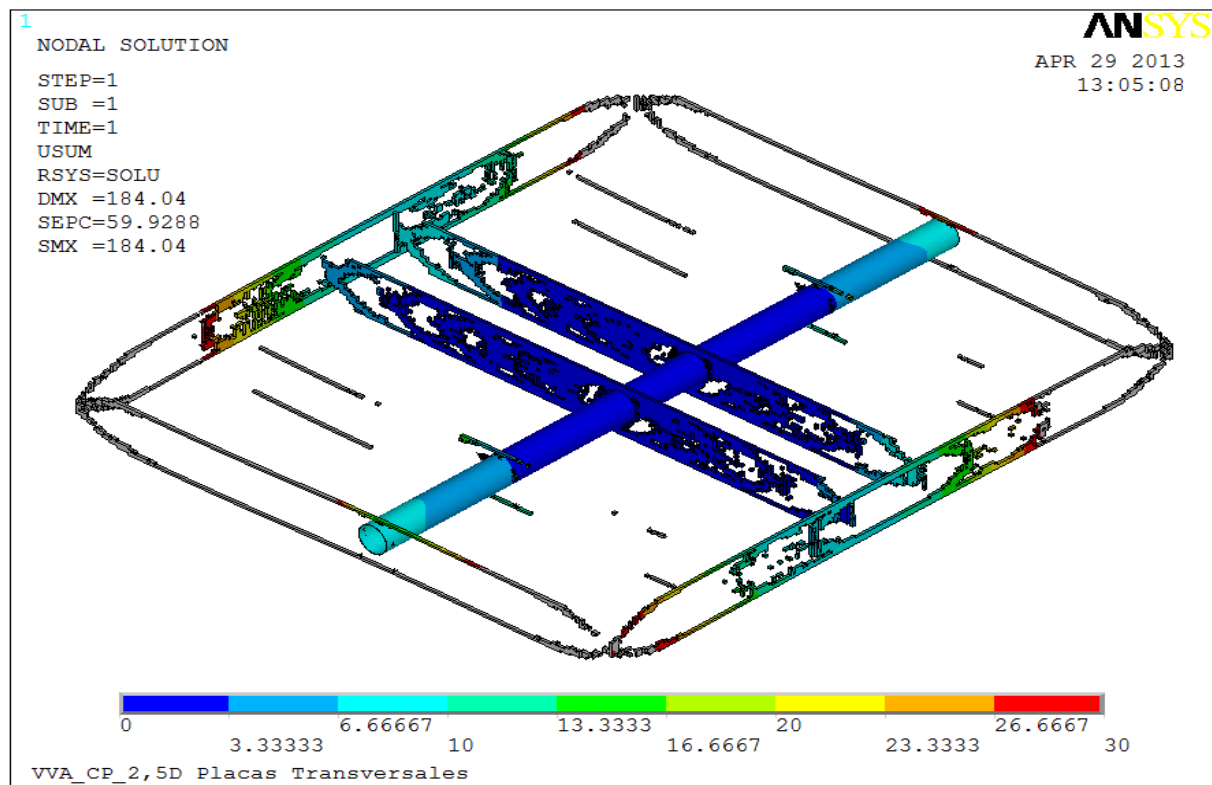 1
ANSYS
NODAL SOLUTION
APR 29 2013
13:05:08
STEP=1
SUB =1
TIME=1
USUM
RSYS=SOLU
DMX =184.04
SEPC=59.9288
SMX =184.04
0 6.66667 13.3333 20 26.6667
3.33333 10 16.6667 23.3333 30
VVA_CP_2,5D Placas Transversales